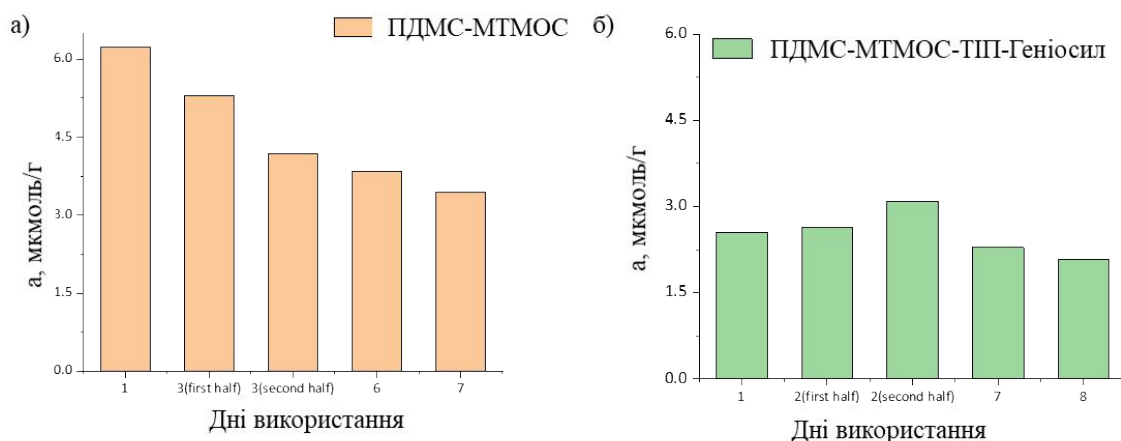 а)
ПДМС-МТМОС
6.0
4.5
3.0
1.5
0.0
а, мкмоль/г
1 3(first half) 3(second half) 6 7
Дні використання
б)
ПДМС-МТМОС-ТІП-Геніосил
6.0
4.5
3.0
1.5
0.0
а, мкмоль/г
1 2(first half) 2(second half) 7 8
Дні використання